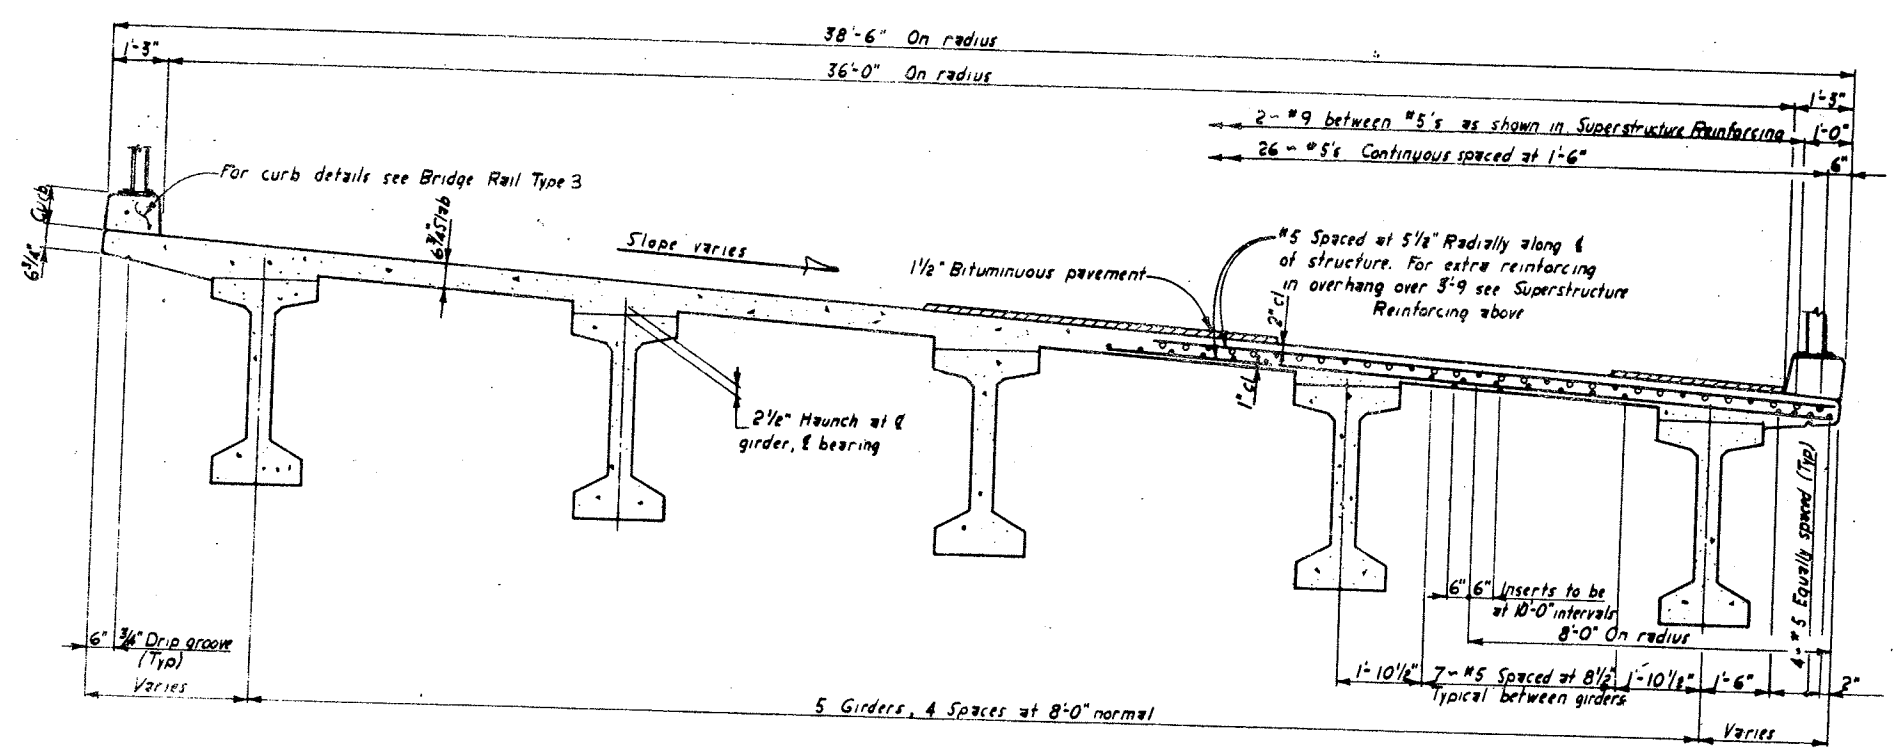 38'-6" On radius
1'-3"
36'-0" On radius
1'-3"
2~ #9 between #5's as shown in Superstructure Reinforcing
1'-0"
26 ~ #5's Continuous spaced at 1'-6"
6"
For curb details see Bridge Rail Type 3
Curb
6 3/4"
6 3/4" Slab
Slope varies
1 1/2" Bituminuous pavement
#5 Spaced at 5 1/2" Radially along ℄
of structure. For extra reinforcing
in overhang over 3'-9 see Superstructure
Reinforcing above
2" cl
1" cl
2 1/2" Haunch at ℄
girder, ℄ bearing
4~ #5 Equally spaced (Typ)
6" 6" Inserts to be
at 10'-0" intervals
8'-0" On radius
6" 3/4" Drip groove
(Typ)
Varies
1'-10 1/2" 7~ #5 Spaced at 8 1/2" 1'-10 1/2" 1'-6" 2"
Typical between girders
5 Girders, 4 Spaces at 8'-0" normal
Varies